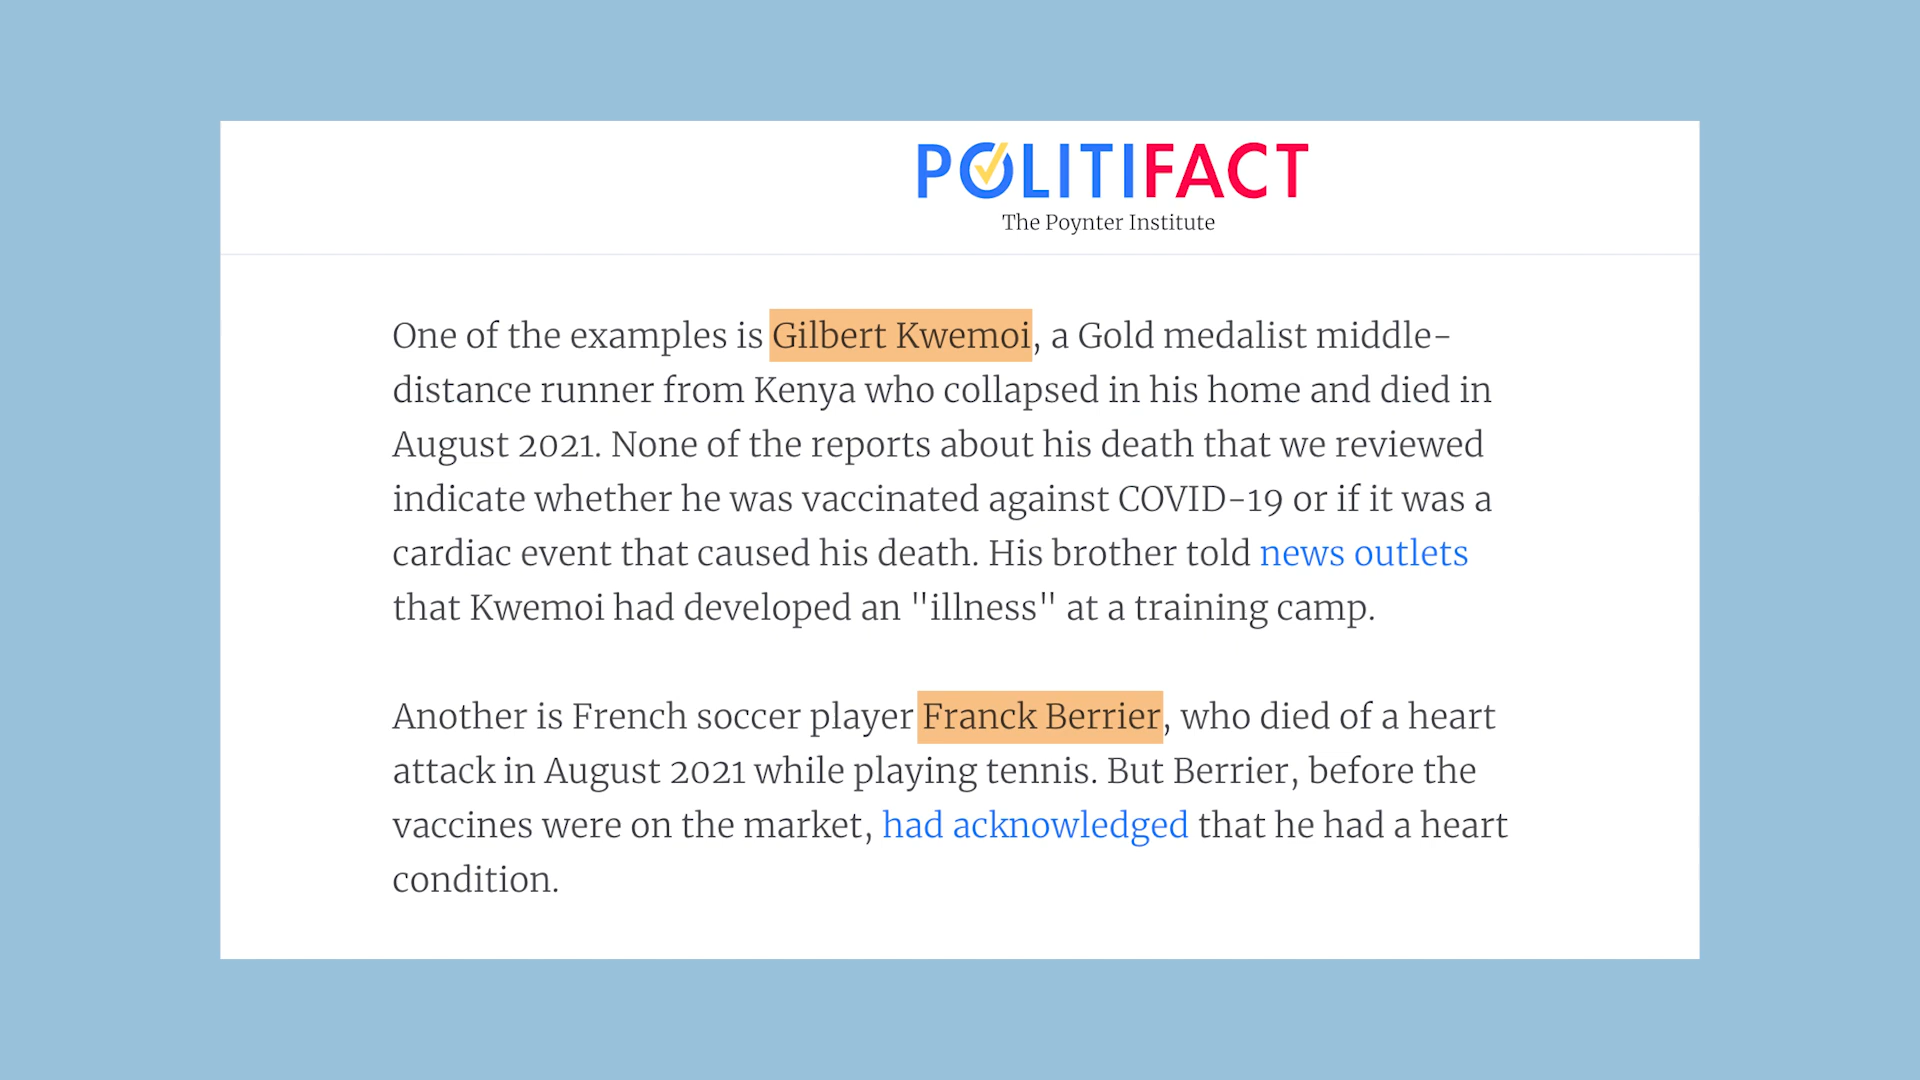 POLITIFACT
The Poynter Institute
One of the examples is Gilbert Kwemoi, a Gold medalist middle-
distance runner from Kenya who collapsed in his home and died in
August 2021. None of the reports about his death that we reviewed
indicate whether he was vaccinated against COVID-19 or if it was a
cardiac event that caused his death. His brother told news outlets
that Kwemoi had developed an "illness" at a training camp.
Another is French soccer player Franck Berrier, who died of a heart
attack in August 2021 while playing tennis. But Berrier, before the
vaccines were on the market, had acknowledged that he had a heart
condition.